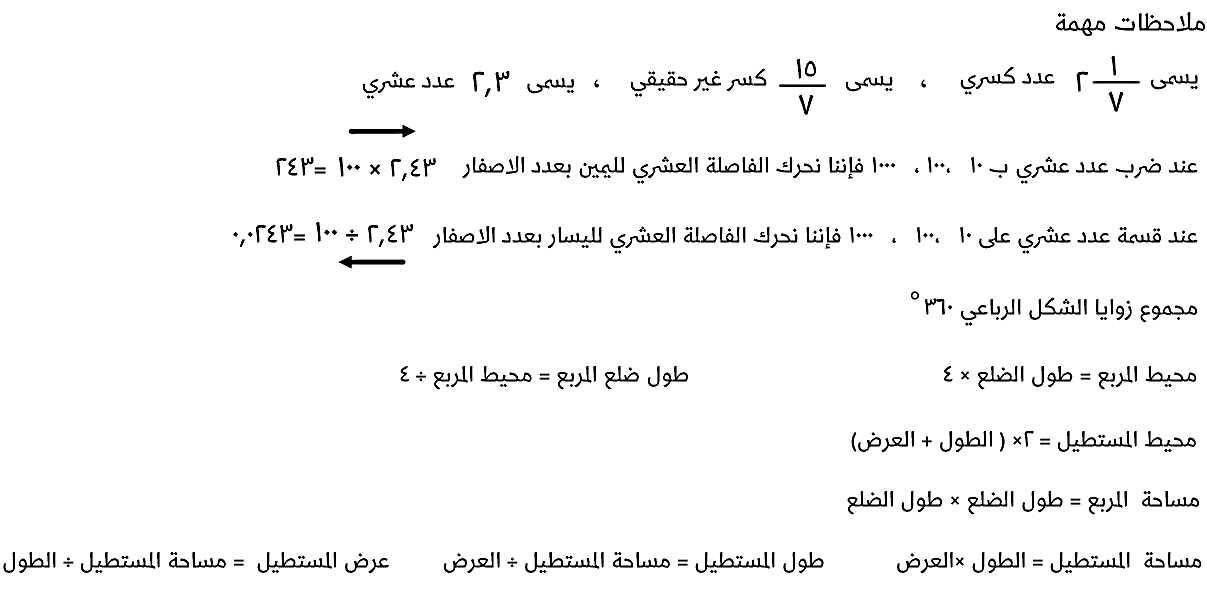 ملاحظات مهمة
يسمى ٢ ١/٧ عدد كسري ، يسمى ١٥/٧ كسر غير حقيقي ، يسمى ٢,٣ عدد عشري
عند ضرب عدد عشري ب ١٠ ،١٠٠ ، ١٠٠٠ فإننا نحرك الفاصلة العشري لليمين بعدد الاصفار ٢,٤٣ × ١٠٠ =٢٤٣
عند قسمة عدد عشري على ١٠ ،١٠٠ ، ١٠٠٠ فإننا نحرك الفاصلة العشري لليسار بعدد الاصفار ٢,٤٣ ÷ ١٠٠ =٠,٠٢٤٣
مجموع زوايا الشكل الرباعي ٣٦٠°
محيط المربع = طول الضلع × ٤ طول ضلع المربع = محيط المربع ÷ ٤
محيط المستطيل = ٢× ( الطول + العرض)
مساحة المربع = طول الضلع × طول الضلع
مساحة المستطيل = الطول ×العرض طول المستطيل = مساحة المستطيل ÷ العرض عرض المستطيل = مساحة المستطيل ÷ الطول